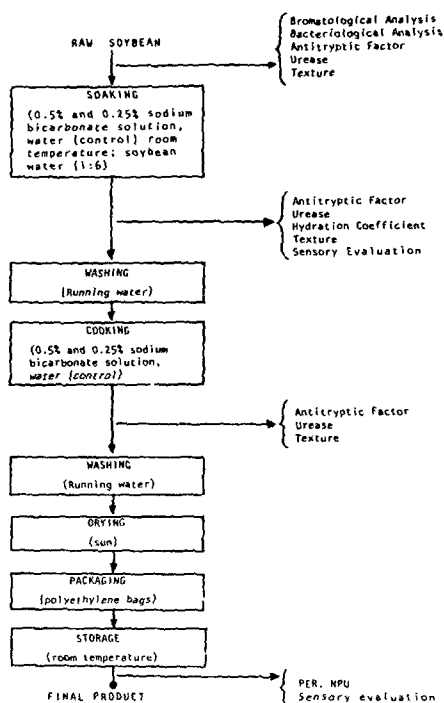 Bromatological Analysis
Bacteriological Analysis
Antitryptic Factor
Urease
Texture
RAW SOYBEAN
SOAKING
(0.5% and 0.25% sodium
bicarbonate solution,
water (control) room
temperature; soybean
water (1:6)
Antitryptic Factor
Urease
Hydration Coefficient
Texture
Sensory Evaluation
WASHING
(Running water)
COOKING
(0.5% and 0.25% sodium
bicarbonate solution,
water (control)
Antitryptic Factor
Urease
Texture
WASHING
(Running water)
DRYING
(sun)
PACKAGING
(polyethylene bags)
STORAGE
(room temperature)
PER. NPU
Sensory evaluation
FINAL PRODUCT